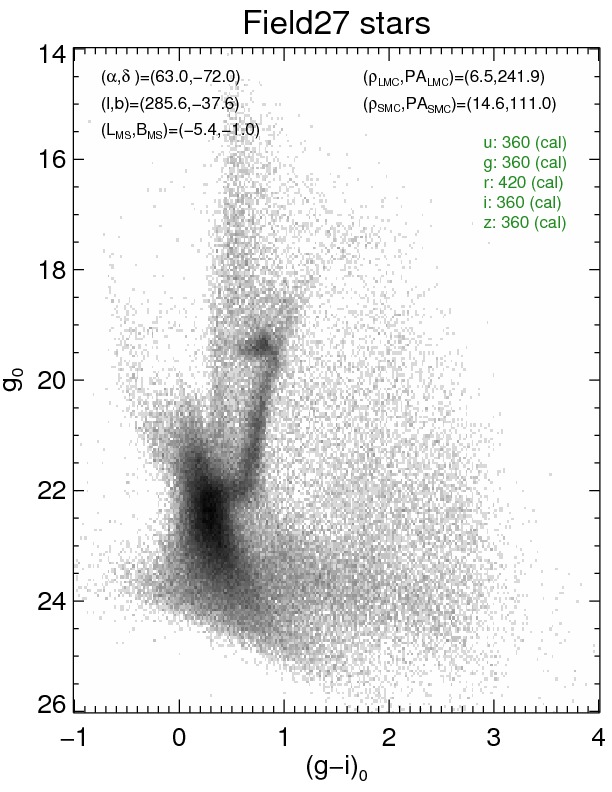 Field27 stars
(α,δ )=(63.0,−72.0)
(ρLMC,PALMC)=(6.5,241.9)
(l,b)=(285.6,−37.6)
(ρSMC,PASMC)=(14.6,111.0)
(LMS,BMS)=(−5.4,−1.0)
u: 360 (cal)
g: 360 (cal)
r: 420 (cal)
i: 360 (cal)
z: 360 (cal)
14
16
18
20
22
24
26
g0
−1 0 1 2 3 4
(g−i)0